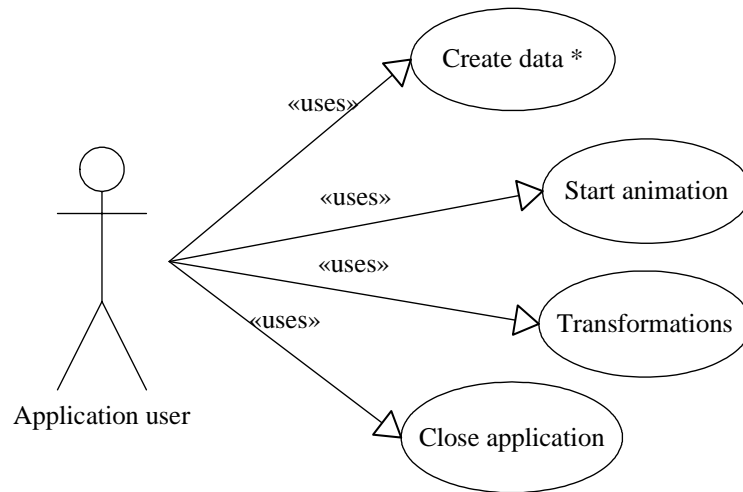 Create data *
«uses»
Start animation
«uses»
«uses»
Transformations
«uses»
Application user
Close application